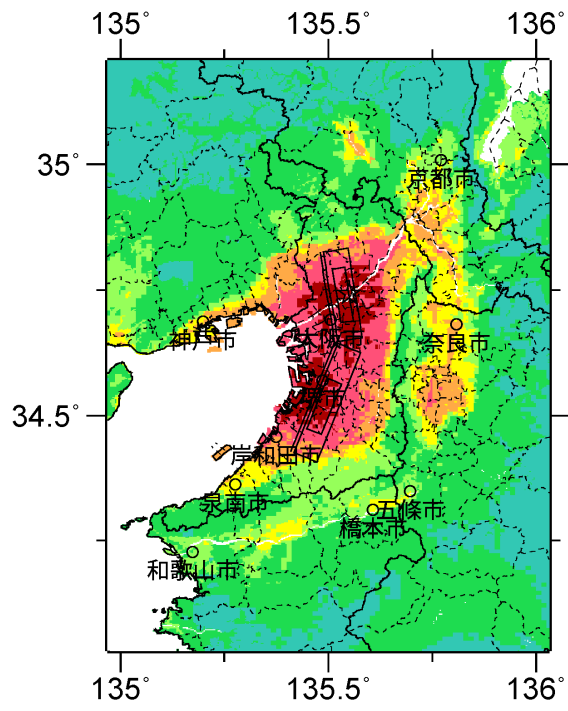 135°
135.5°
136°
35°
京都市
神戸市
大阪市
奈良市
34.5°
市
岸和田市
泉南市
五條市
橋本市
和歌山市
135°
135.5°
136°